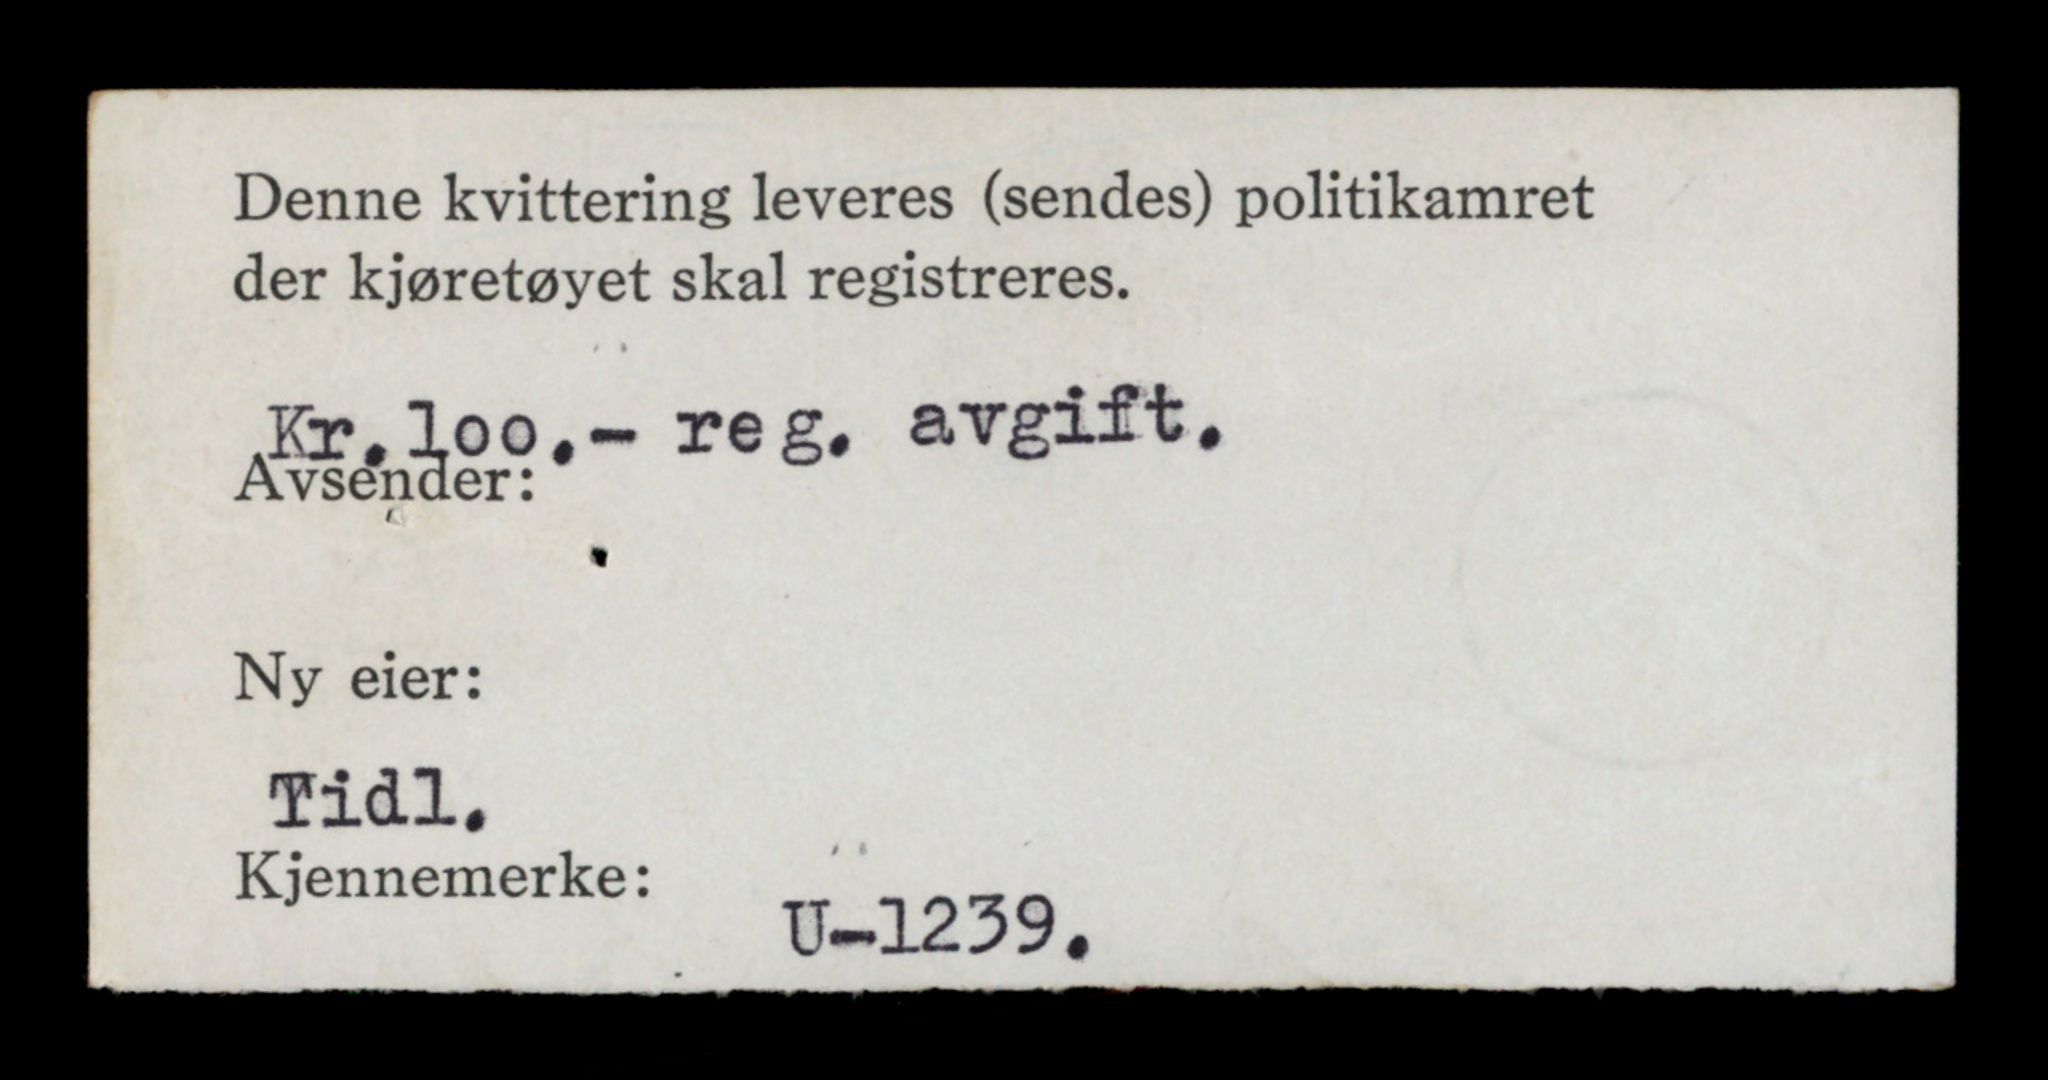 Denne kvittering leveres (sendes) politikamret
der kjøretøyet skal registreres.
Kr.loo.- reg. avgift.
Avsender:
Ny eier:
Tidl.
Kjennemerke:
U-1239.